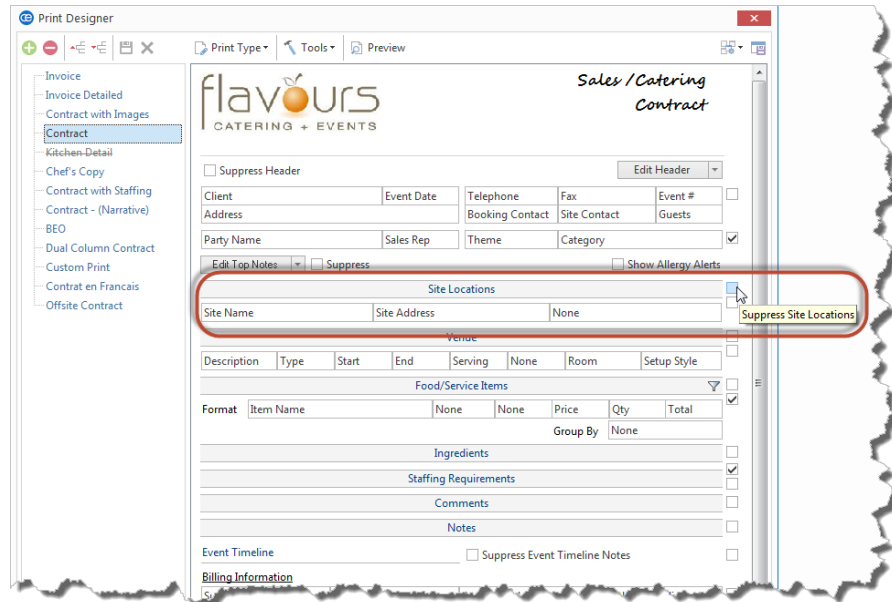 Print Designer
Print Type Tools Preview
Invoice
Invoice Detailed
Contract with Images
Contract
Kitchen Detail
Chef's Copy
Contract with Staffing
Contract - (Narrative)
BEO
Dual Column Contract
Custom Print
Contrat en Francais
Offsite Contract
flavours
CATERING + EVENTS
Sales / Catering
Contract
Suppress Header Edit Header
Client Event Date Telephone Fax Event #
Address Booking Contact Site Contact Guests
Party Name Sales Rep Theme Category
Edit Top Notes Suppress Show Allergy Alerts
Site Locations
Suppress Site Locations
Site Name Site Address None
Venue
Description Type Start End Serving None Room Setup Style
Food/Service Items
Format Item Name None None Price Qty Total
Group By None
Ingredients
Staffing Requirements
Comments
Notes
Event Timeline Suppress Event Timeline Notes
Billing Information